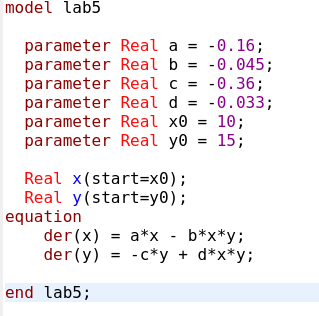 model lab5
parameter Real a = -0.16;
parameter Real b = -0.045;
parameter Real c = -0.36;
parameter Real d = -0.033;
parameter Real x0 = 10;
parameter Real y0 = 15;
Real x(start=x0);
Real y(start=y0);
equation
der(x) = a*x - b*x*y;
der(y) = -c*y + d*x*y;
end lab5;